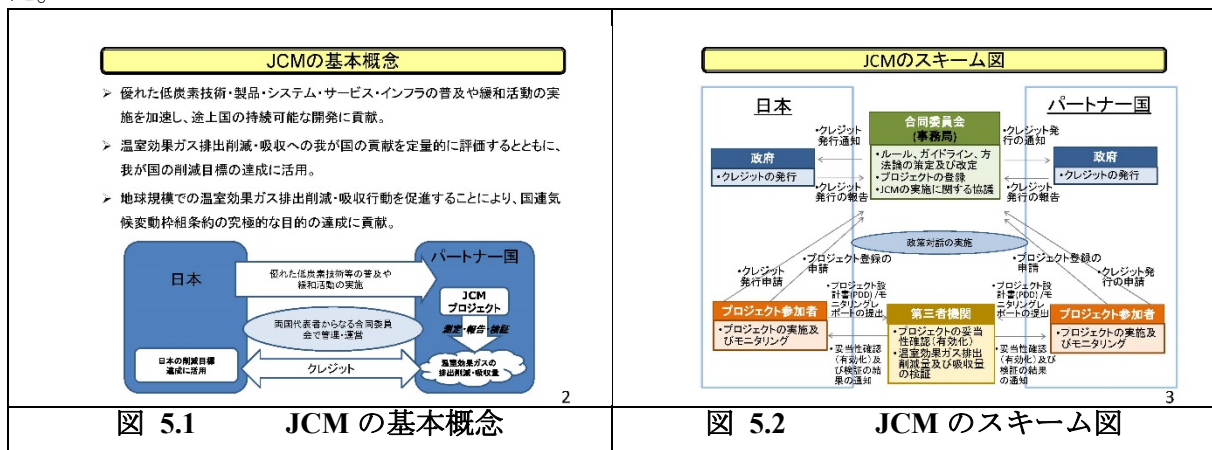 JCMの基本概念
➢ 優れた低炭素技術・製品・システム・サービス・インフラの普及や緩和活動の実
施を加速し、途上国の持続可能な開発に貢献。
➢ 温室効果ガス排出削減・吸収への我が国の貢献を定量的に評価するとともに、
我が国の削減目標の達成に活用。
➢ 地球規模での温室効果ガス排出削減・吸収行動を促進することにより、国連気
候変動枠組条約の究極的な目的の達成に貢献。
日本
優れた低炭素技術等の普及や
緩和活動の実施
パートナー国
JCM
プロジェクト
両国代表者からなる合同委員
会で管理・運営
測定・報告・検証
日本の削減目標
達成に活用
クレジット
温室効果ガスの
排出削減・吸収量
2
図 5.1 JCM の基本概念
JCMのスキーム図
日本
パートナー国
合同委員会
(事務局)
・ルール、ガイドライン、方
法論の策定及び改定
・プロジェクトの登録
・JCMの実施に関する協議
・クレジット
発行通知
・クレジット発
行の通知
政府
・クレジットの発行
政府
・クレジットの発行
・クレジット
発行の報告
・クレジット
発行の報告
政策対話の実施
・クレジット
発行申請
・プロジェクト登録の
申請
・プロジェクト登録の
申請
・クレジット発
行の申請
・プロジェクト設
計書(PDD)/モ
ニタリングレ
ポートの提出
・プロジェクト設
計書(PDD)/モ
ニタリングレ
ポートの提出
プロジェクト参加者
・プロジェクトの実施及
びモニタリング
第三者機関
・プロジェクトの妥当
性確認(有効化)
・温室効果ガス排出
削減量及び吸収量
の検証
プロジェクト参加者
・プロジェクトの実施及
びモニタリング
・妥当性確認
(有効化)及
び検証の結
果の通知
・妥当性確認
(有効化)及び
検証の結果
の通知
3
図 5.2 JCM のスキーム図